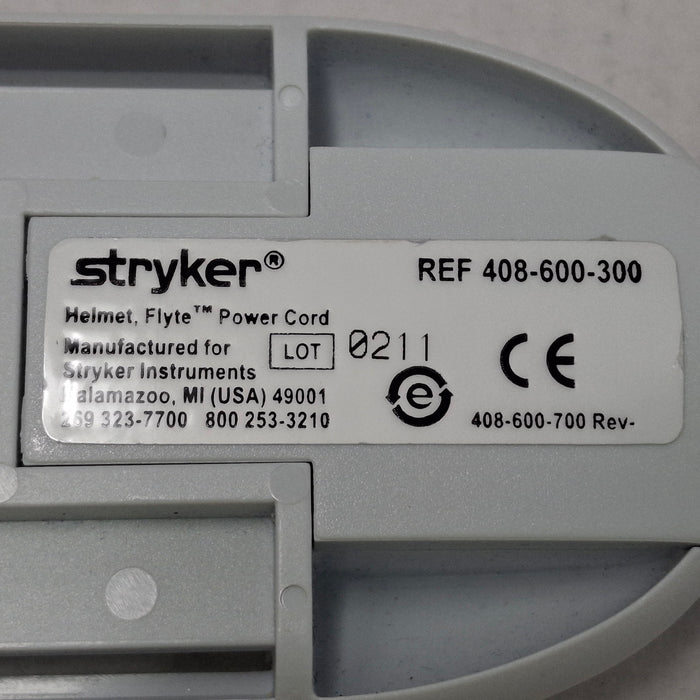 stryker®
REF 408-600-300
Helmet, Flyte™ Power Cord
Manufactured for
LOT 0211
Stryker Instruments
Kalamazoo, MI (USA) 49001
269 323-7700 800 253-3210
CE
e
408-600-700 Rev-